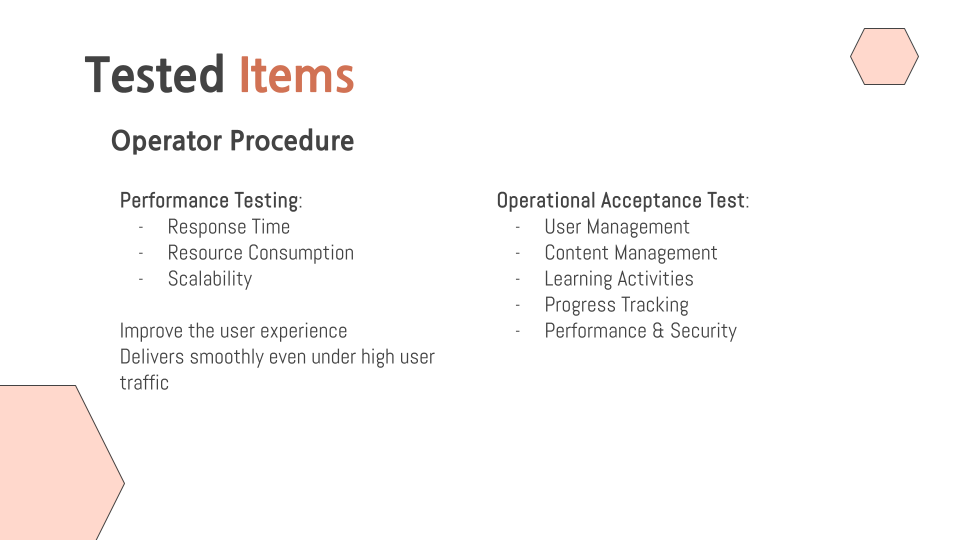 Tested Items
Operator Procedure
Performance Testing:
- Response Time
- Resource Consumption
- Scalability
Improve the user experience
Delivers smoothly even under high user
traffic
Operational Acceptance Test:
- User Management
- Content Management
- Learning Activities
- Progress Tracking
- Performance & Security